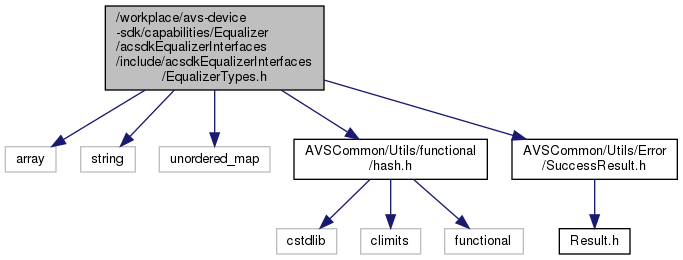 /workplace/avs-device
-sdk/capabilities/Equalizer
/acsdkEqualizerInterfaces
/include/acsdkEqualizerInterfaces
/EqualizerTypes.h
array
string
unordered_map
AVSCommon/Utils/functional
/hash.h
AVSCommon/Utils/Error
/SuccessResult.h
cstdlib
climits
functional
Result.h